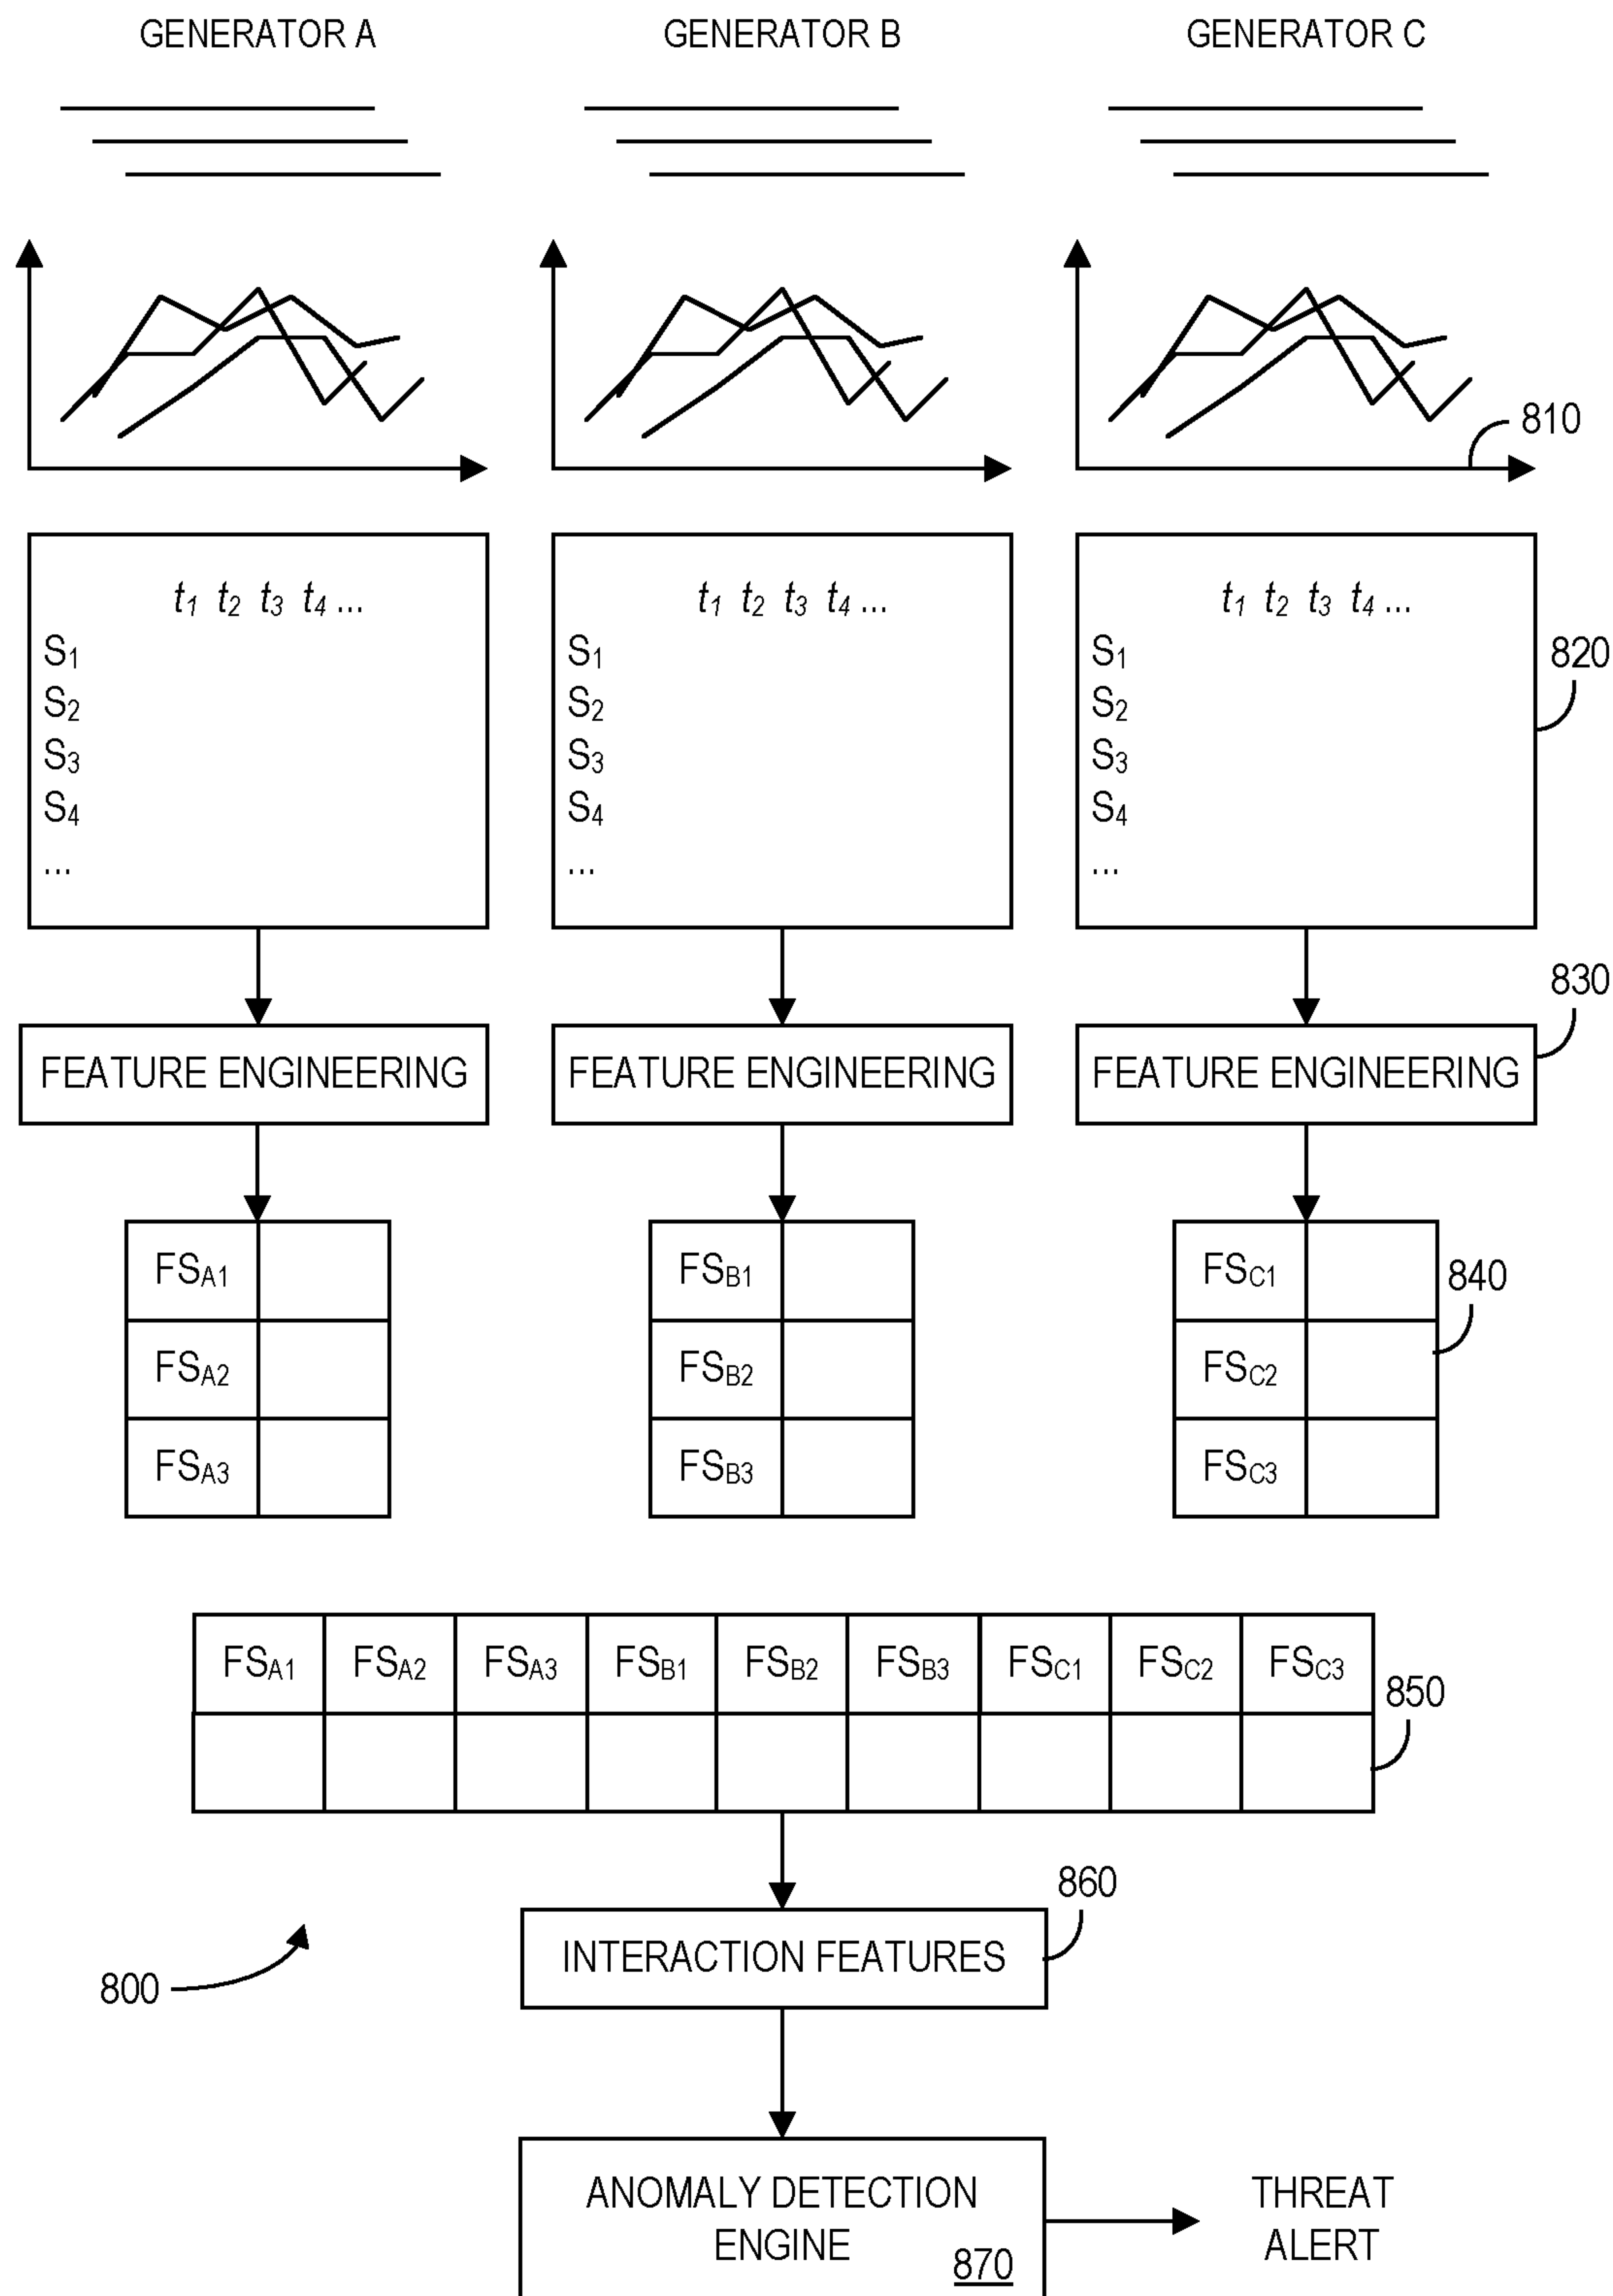 GENERATOR A GENERATOR B GENERATOR C
810
t1 t2 t3 t4 ... t1 t2 t3 t4 ... t1 t2 t3 t4 ...
S1 S1 S1 820
S2 S2 S2
S3 S3 S3
S4 S4 S4
... ... ...
830
FEATURE ENGINEERING FEATURE ENGINEERING FEATURE ENGINEERING
FSA1 FSB1 FSC1 840
FSA2 FSB2 FSC2
FSA3 FSB3 FSC3
FSA1 FSA2 FSA3 FSB1 FSB2 FSB3 FSC1 FSC2 FSC3
850
860
INTERACTION FEATURES
800
ANOMALY DETECTION THREAT
ENGINE ALERT
870